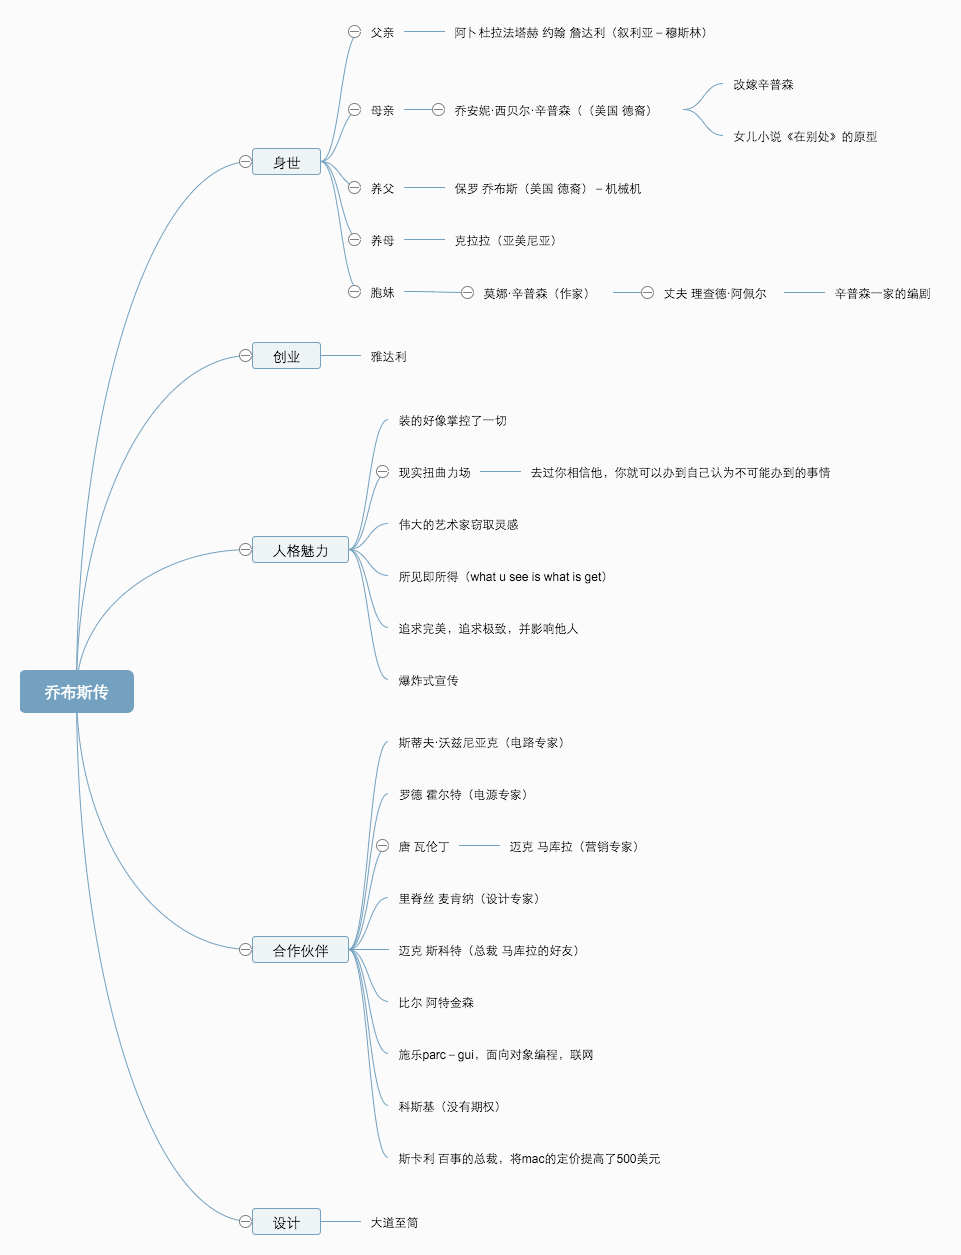 父亲
阿卜杜拉法塔赫 约翰 詹达利（叙利亚 – 穆斯林）
改嫁辛普森
母亲
乔安妮·西贝尔·辛普森（（美国 德裔）
女儿小说《在别处》的原型
身世
养父
保罗 乔布斯（美国 德裔） – 机械机
养母
克拉拉（亚美尼亚）
胞妹
莫娜·辛普森（作家）
丈夫 理查德·阿佩尔
辛普森一家的编剧
创业
雅达利
装的好像掌控了一切
现实扭曲力场
去过你相信他，你就可以办到自己认为不可能办到的事情
伟大的艺术家窃取灵感
人格魅力
所见即所得（what u see is what is get）
追求完美，追求极致，并影响他人
爆炸式宣传
乔布斯传
斯蒂夫·沃兹尼亚克（电路专家）
罗德 霍尔特（电源专家）
唐 瓦伦丁
迈克 马库拉（营销专家）
里脊丝 麦肯纳（设计专家）
合作伙伴
迈克 斯科特（总裁 马库拉的好友）
比尔 阿特金森
施乐parc – gui，面向对象编程，联网
科斯基（没有期权）
斯卡利 百事的总裁，将mac的定价提高了500美元
设计
大道至简